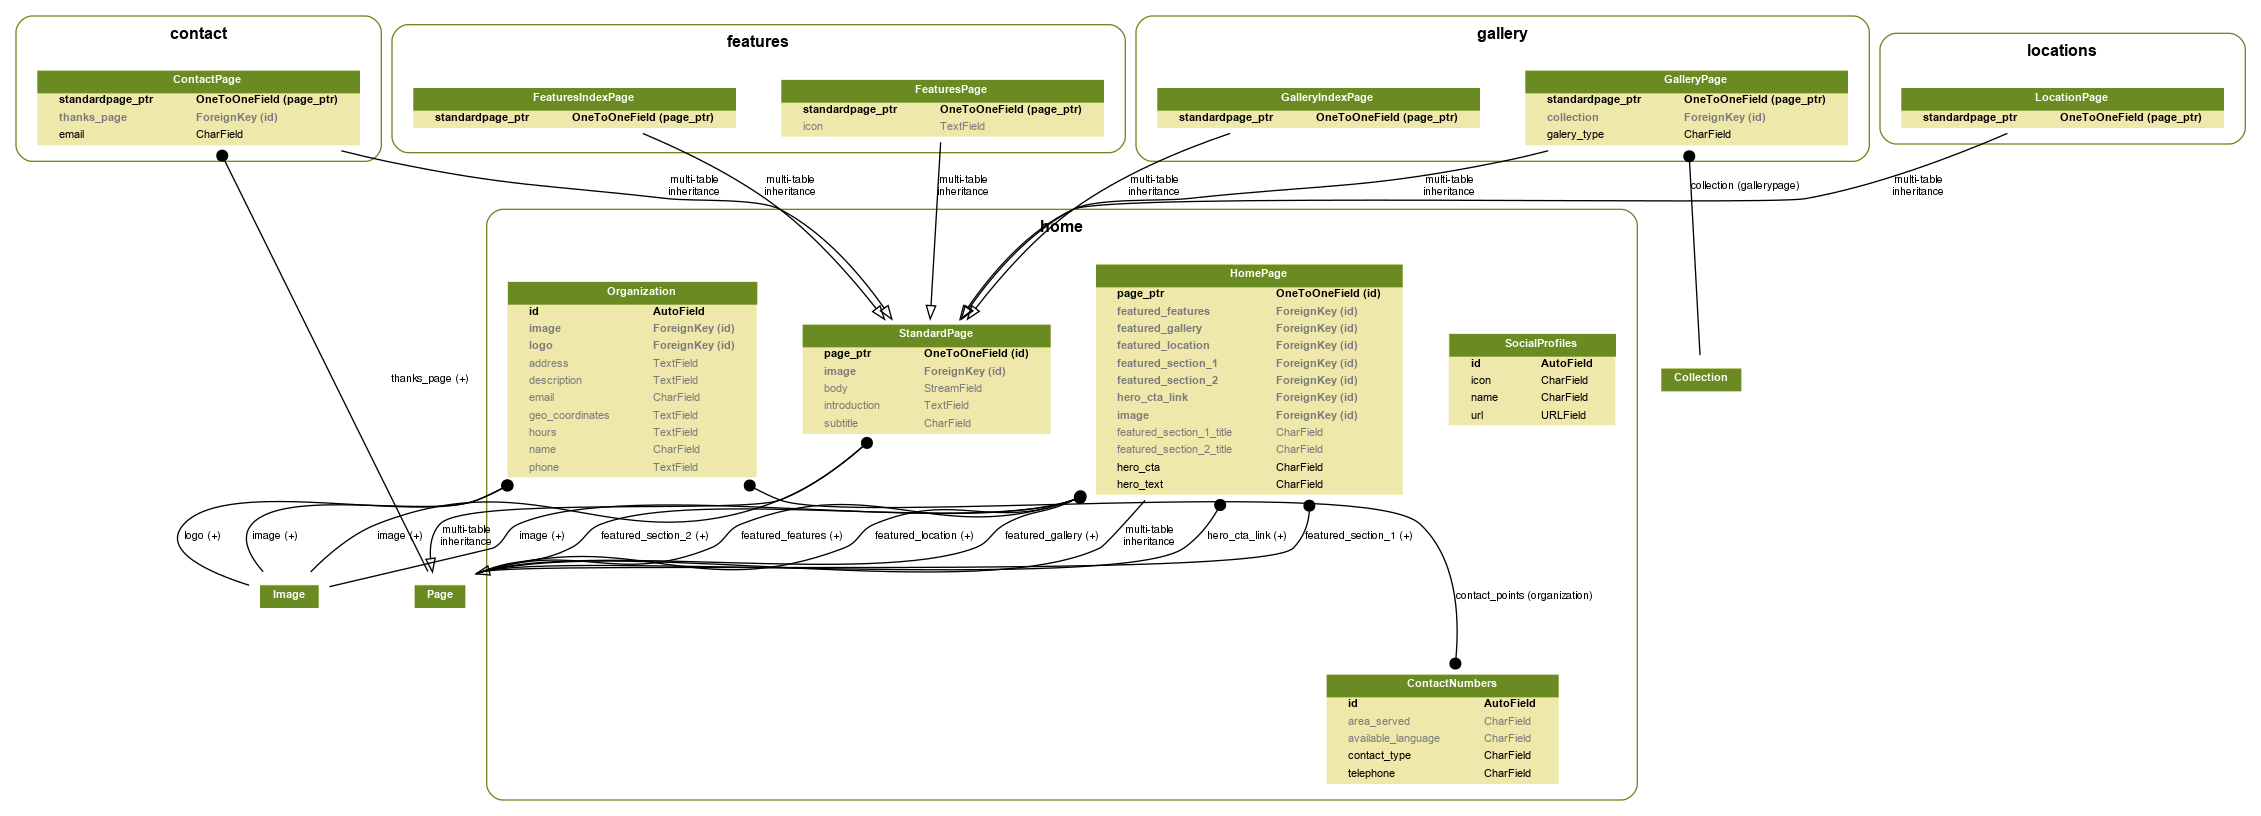 contact
ContactPage
standardpage_ptr OneToOneField (page_ptr)
thanks_page ForeignKey (id)
email CharField
features
FeaturesIndexPage
standardpage_ptr OneToOneField (page_ptr)
FeaturesPage
standardpage_ptr OneToOneField (page_ptr)
icon TextField
gallery
GalleryIndexPage
standardpage_ptr OneToOneField (page_ptr)
GalleryPage
standardpage_ptr OneToOneField (page_ptr)
collection ForeignKey (id)
galery_type CharField
locations
LocationPage
standardpage_ptr OneToOneField (page_ptr)
multi-table
inheritance
multi-table
inheritance
multi-table
inheritance
multi-table
inheritance
multi-table
inheritance
collection (gallerypage)
multi-table
inheritance
home
Organization
id AutoField
image ForeignKey (id)
logo ForeignKey (id)
address TextField
description TextField
email CharField
geo_coordinates TextField
hours TextField
name CharField
phone TextField
StandardPage
page_ptr OneToOneField (id)
image ForeignKey (id)
body StreamField
introduction TextField
subtitle CharField
HomePage
page_ptr OneToOneField (id)
featured_features ForeignKey (id)
featured_gallery ForeignKey (id)
featured_location ForeignKey (id)
featured_section_1 ForeignKey (id)
featured_section_2 ForeignKey (id)
hero_cta_link ForeignKey (id)
image ForeignKey (id)
featured_section_1_title CharField
featured_section_2_title CharField
hero_cta CharField
hero_text CharField
SocialProfiles
id AutoField
icon CharField
name CharField
url URLField
Collection
thanks_page (+)
logo (+)
image (+)
image (+)
multi-table
inheritance
image (+)
featured_section_2 (+)
featured_features (+)
featured_location (+)
featured_gallery (+)
multi-table
inheritance
hero_cta_link (+)
featured_section_1 (+)
Image
Page
contact_points (organization)
ContactNumbers
id AutoField
area_served CharField
available_language CharField
contact_type CharField
telephone CharField